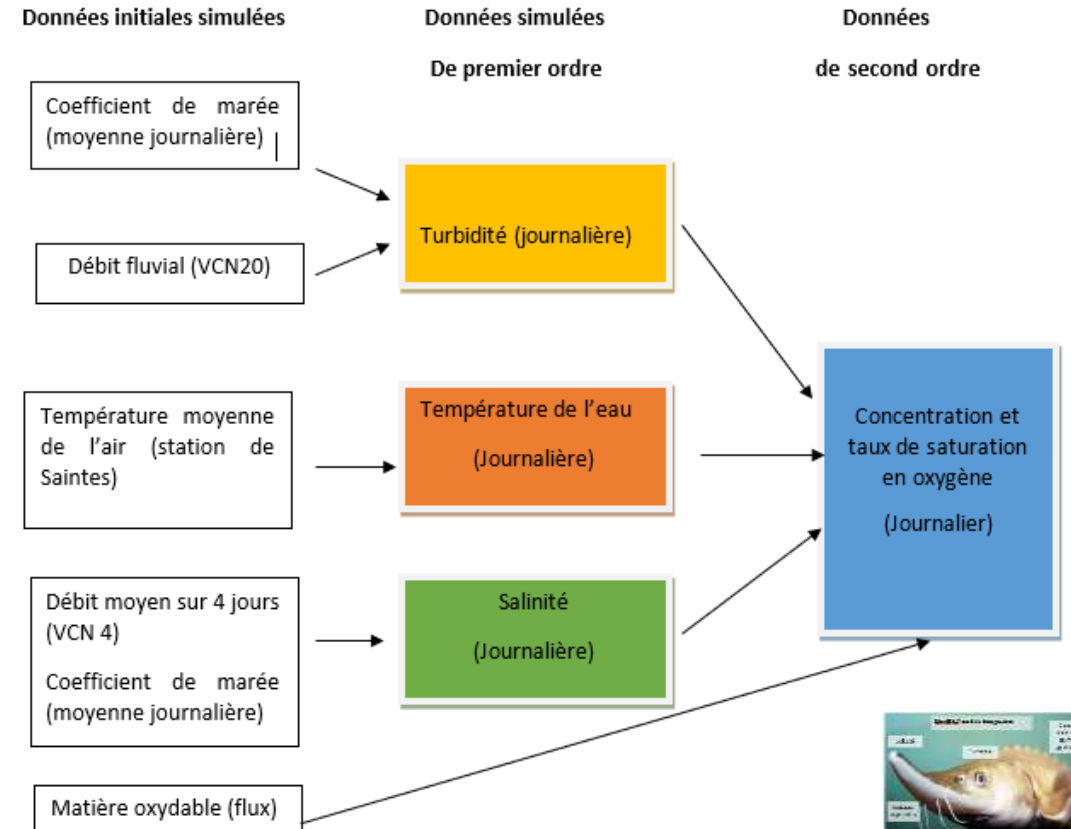 Données initiales simulées
Données simulées
De premier ordre
Données
de second ordre
Coefficient de marée
(moyenne journalière)
Débit fluvial (VCN20)
Turbidité (journalière)
Température moyenne
de l'air (station de
Saintes)
Température de l'eau
(Journalière)
Concentration et
taux de saturation
en oxygène
(Journalier)
Débit moyen sur 4 jours
(VCN 4)
Coefficient de marée
(moyenne journalière)
Salinité
(Journalière)
Matière oxydable (flux)